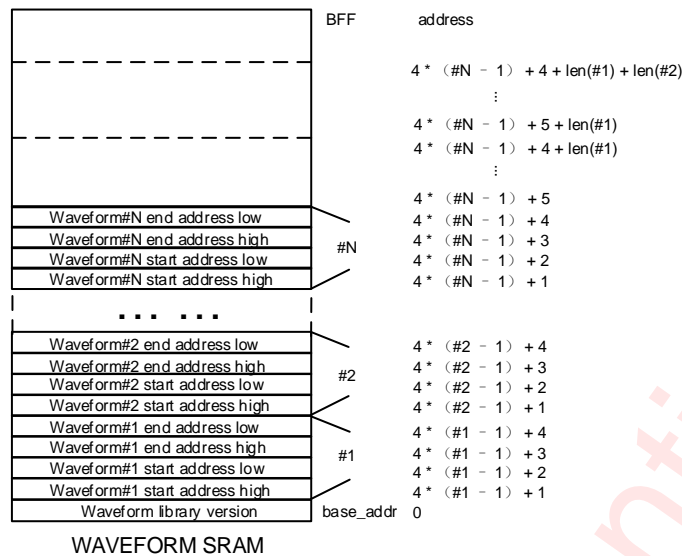 BFF address
4 * (#N - 1) + 4 + len(#1) + len(#2)
⋮
4 * (#N - 1) + 5 + len(#1)
4 * (#N - 1) + 4 + len(#1)
⋮
4 * (#N - 1) + 5
Waveform#N end address low 4 * (#N - 1) + 4
Waveform#N end address high 4 * (#N - 1) + 3
#N
Waveform#N start address low 4 * (#N - 1) + 2
Waveform#N start address high 4 * (#N - 1) + 1
... ...
Waveform#2 end address low 4 * (#2 - 1) + 4
Waveform#2 end address high 4 * (#2 - 1) + 3
#2
Waveform#2 start address low 4 * (#2 - 1) + 2
Waveform#2 start address high 4 * (#2 - 1) + 1
Waveform#1 end address low 4 * (#1 - 1) + 4
Waveform#1 end address high 4 * (#1 - 1) + 3
#1
Waveform#1 start address low 4 * (#1 - 1) + 2
Waveform#1 start address high 4 * (#1 - 1) + 1
Waveform library version base_addr 0
WAVEFORM SRAM